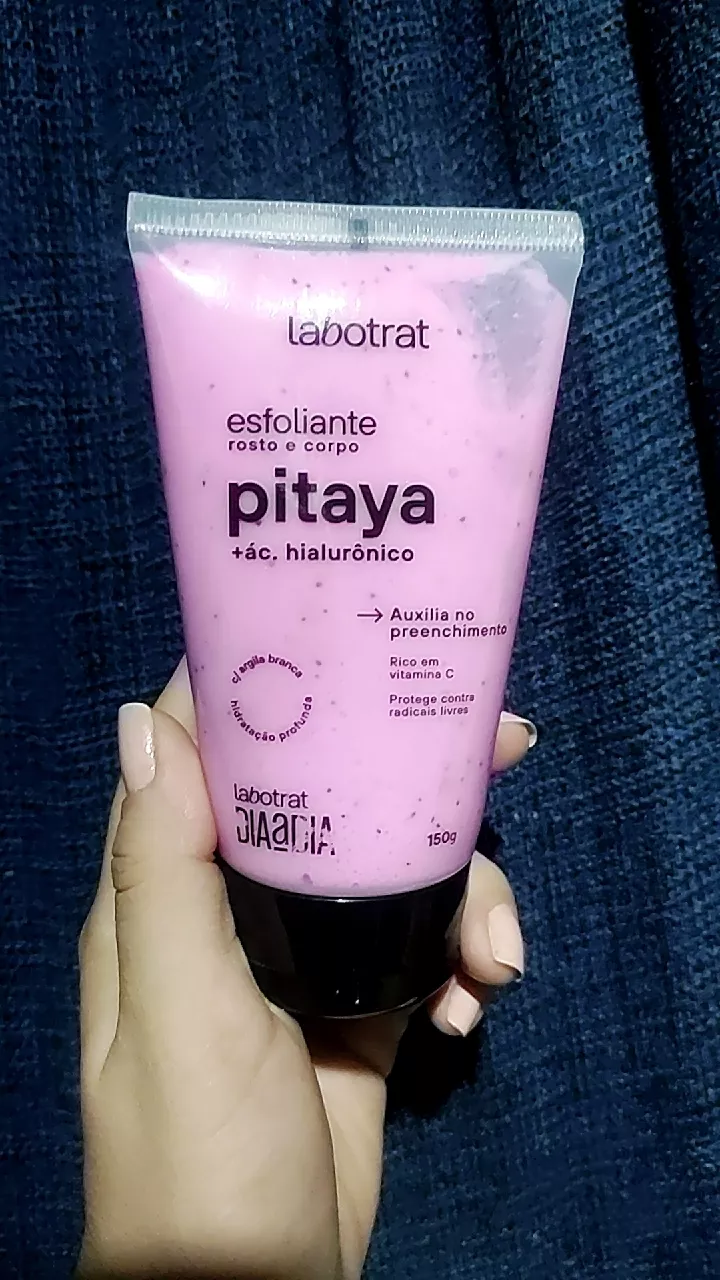 labotrat
esfoliante
rosto e corpo
pitaya
+ác. hialurônico
→ Auxilia no
preenchimento
Rico em
vitamina C
Protege contra
radicais livres
c/ argila branca
hidratação profunda
labotrat
DIAaDIA
150g